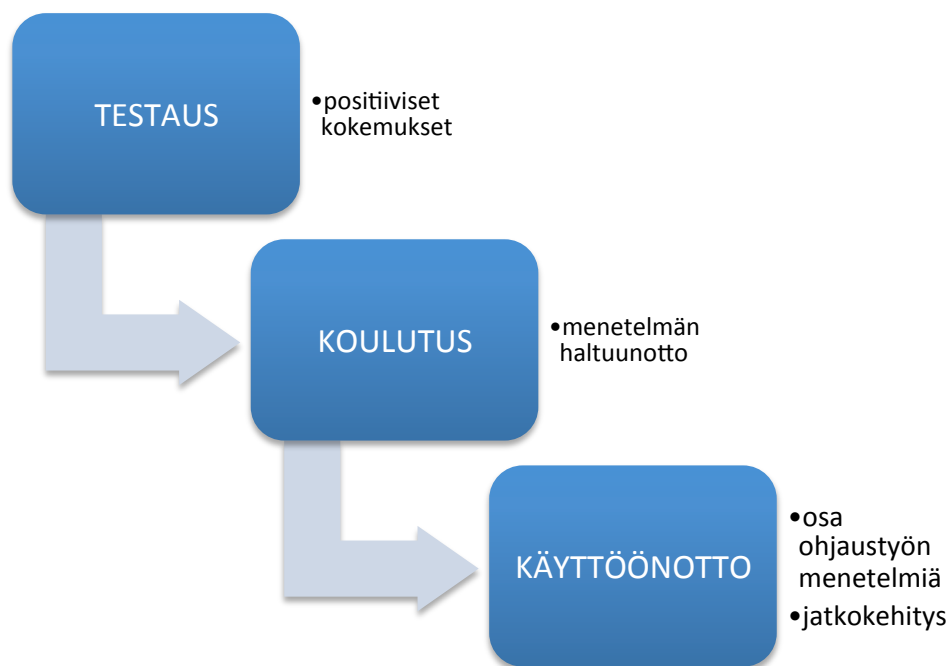 TESTAUS
•positiiviset
kokemukset
KOULUTUS
•menetelmän
haltuunotto
KÄYTTÖÖNOTTO
•osa
ohjaustyön
menetelmiä
•jatkokehitys